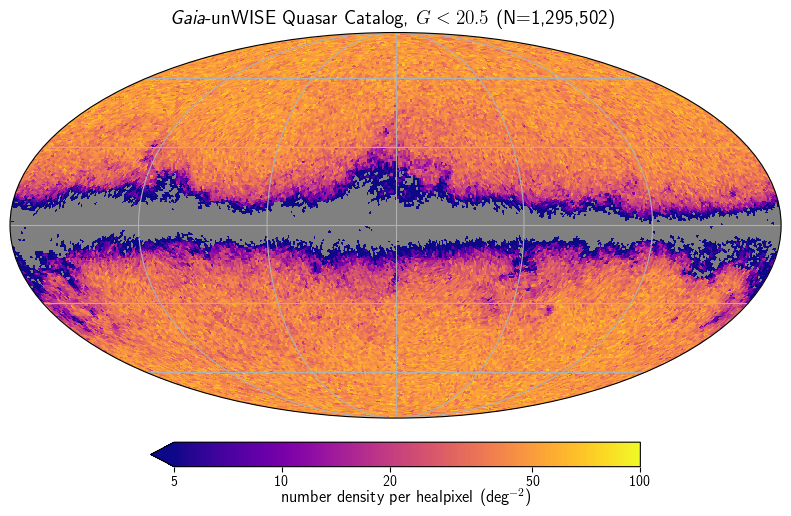 Gaia-unWISE Quasar Catalog, G < 20.5 (N=1,295,502)
5 10 20 50 100
number density per healpixel (deg⁻²)